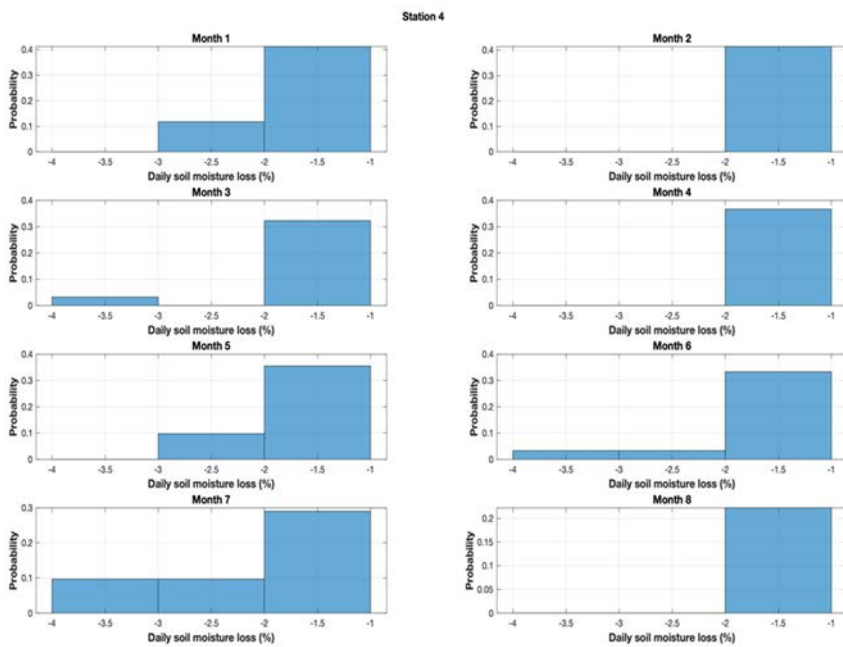 Station 4
Month 1
Probability
0.4
0.3
0.2
0.1
0
-4 -3.5 -3 -2.5 -2 -1.5 -1
Daily soil moisture loss (%)
Month 2
Probability
0.4
0.3
0.2
0.1
0
-4 -3.5 -3 -2.5 -2 -1.5 -1
Daily soil moisture loss (%)
Month 3
Probability
0.4
0.3
0.2
0.1
0
-4 -3.5 -3 -2.5 -2 -1.5 -1
Daily soil moisture loss (%)
Month 4
Probability
0.4
0.3
0.2
0.1
0
-4 -3.5 -3 -2.5 -2 -1.5 -1
Daily soil moisture loss (%)
Month 5
Probability
0.4
0.3
0.2
0.1
0
-4 -3.5 -3 -2.5 -2 -1.5 -1
Daily soil moisture loss (%)
Month 6
Probability
0.4
0.3
0.2
0.1
0
-4 -3.5 -3 -2.5 -2 -1.5 -1
Daily soil moisture loss (%)
Month 7
Probability
0.3
0.2
0.1
0
-4 -3.5 -3 -2.5 -2 -1.5 -1
Daily soil moisture loss (%)
Month 8
Probability
0.2
0.15
0.1
0.05
0
-4 -3.5 -3 -2.5 -2 -1.5 -1
Daily soil moisture loss (%)